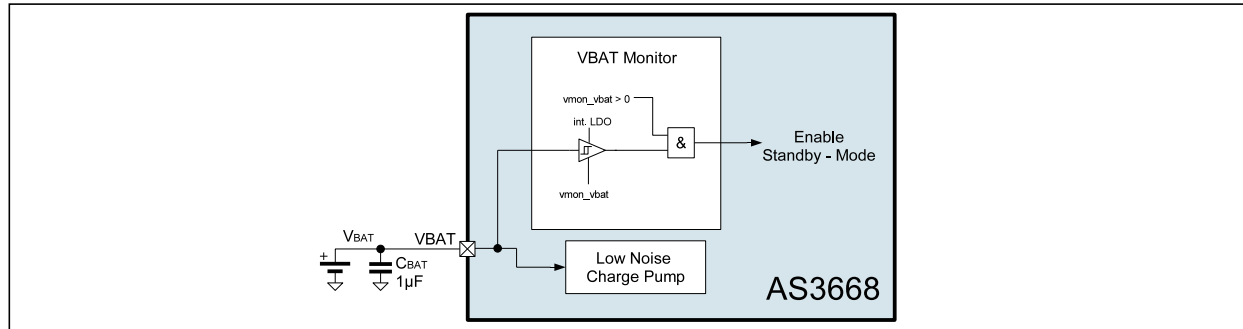 VBAT Monitor
vmon_vbat > 0
int. LDO
&
Enable
Standby - Mode
vmon_vbat
VBAT
VBAT
+
CBAT
1µF
Low Noise
Charge Pump
AS3668